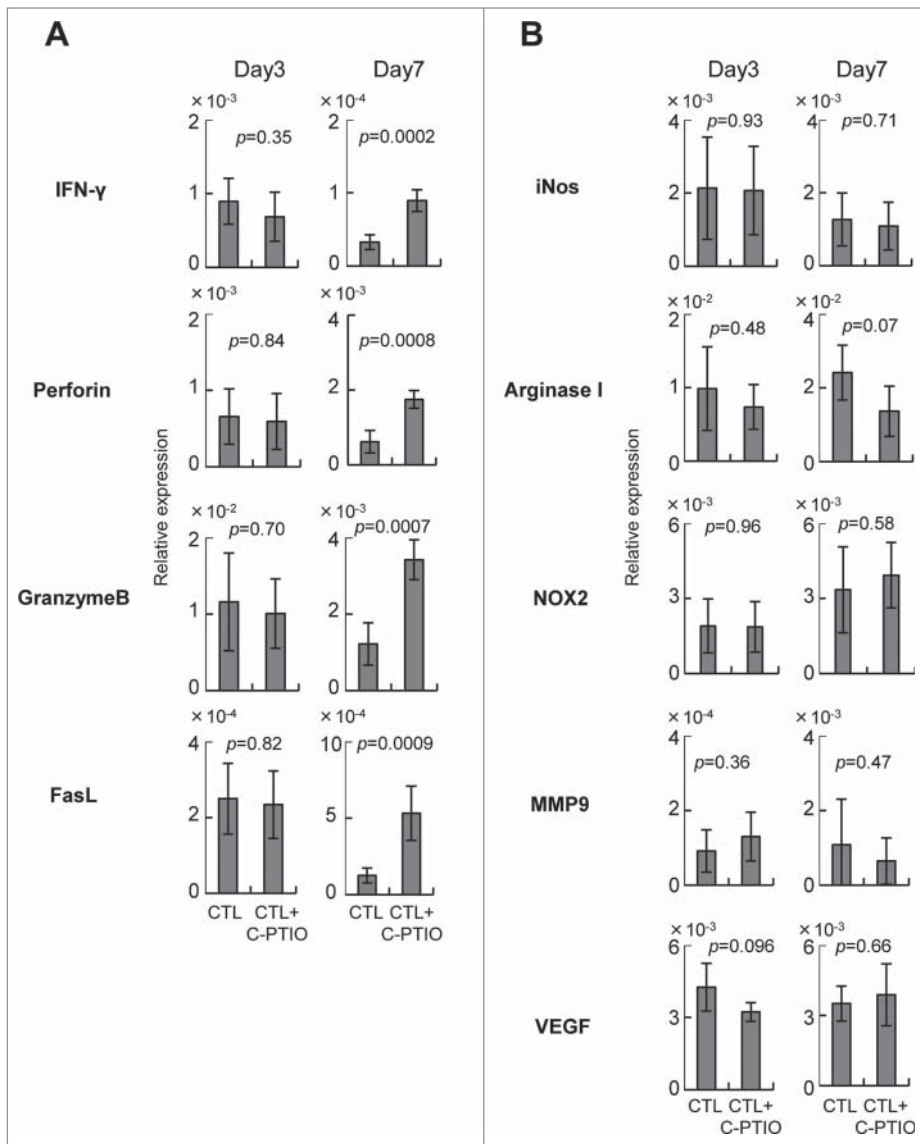 A
Day3
Day7
Relative expression
IFN-γ
× 10-3
2
1
0
p=0.35
× 10-4
2
1
0
p=0.0002
Perforin
× 10-3
2
1
0
p=0.84
× 10-3
4
2
0
p=0.0008
GranzymeB
× 10-2
2
1
0
p=0.70
× 10-3
4
2
0
p=0.0007
FasL
× 10-4
4
2
0
p=0.82
× 10-4
10
5
0
p=0.0009
CTL
CTL+
C-PTIO
CTL
CTL+
C-PTIO
B
Day3
Day7
Relative expression
iNos
× 10-3
4
2
0
p=0.93
× 10-3
4
2
0
p=0.71
Arginase I
× 10-2
2
1
0
p=0.48
× 10-2
4
2
0
p=0.07
NOX2
× 10-3
6
3
0
p=0.96
× 10-3
6
3
0
p=0.58
MMP9
× 10-4
4
2
0
p=0.36
× 10-3
4
2
0
p=0.47
VEGF
× 10-3
6
3
0
p=0.096
× 10-3
6
3
0
p=0.66
CTL
CTL+
C-PTIO
CTL
CTL+
C-PTIO